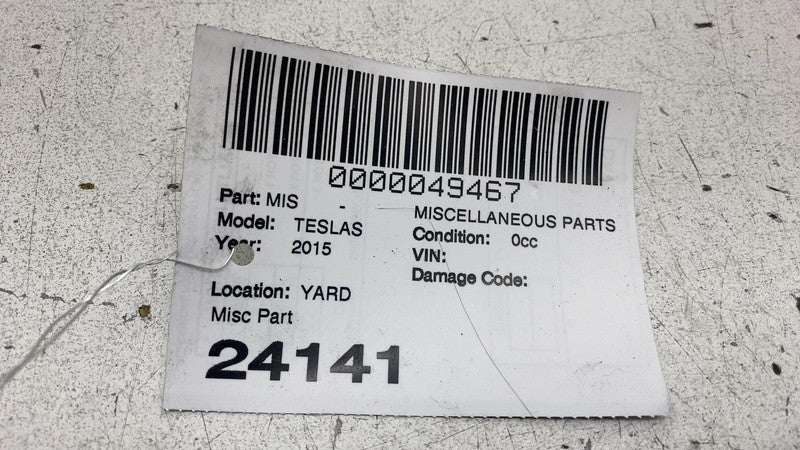 0000049467
Part: MIS - MISCELLANEOUS PARTS
Model: TESLAS Condition: 0cc
Year: 2015 VIN:
Damage Code:
Location: YARD
Misc Part
24141